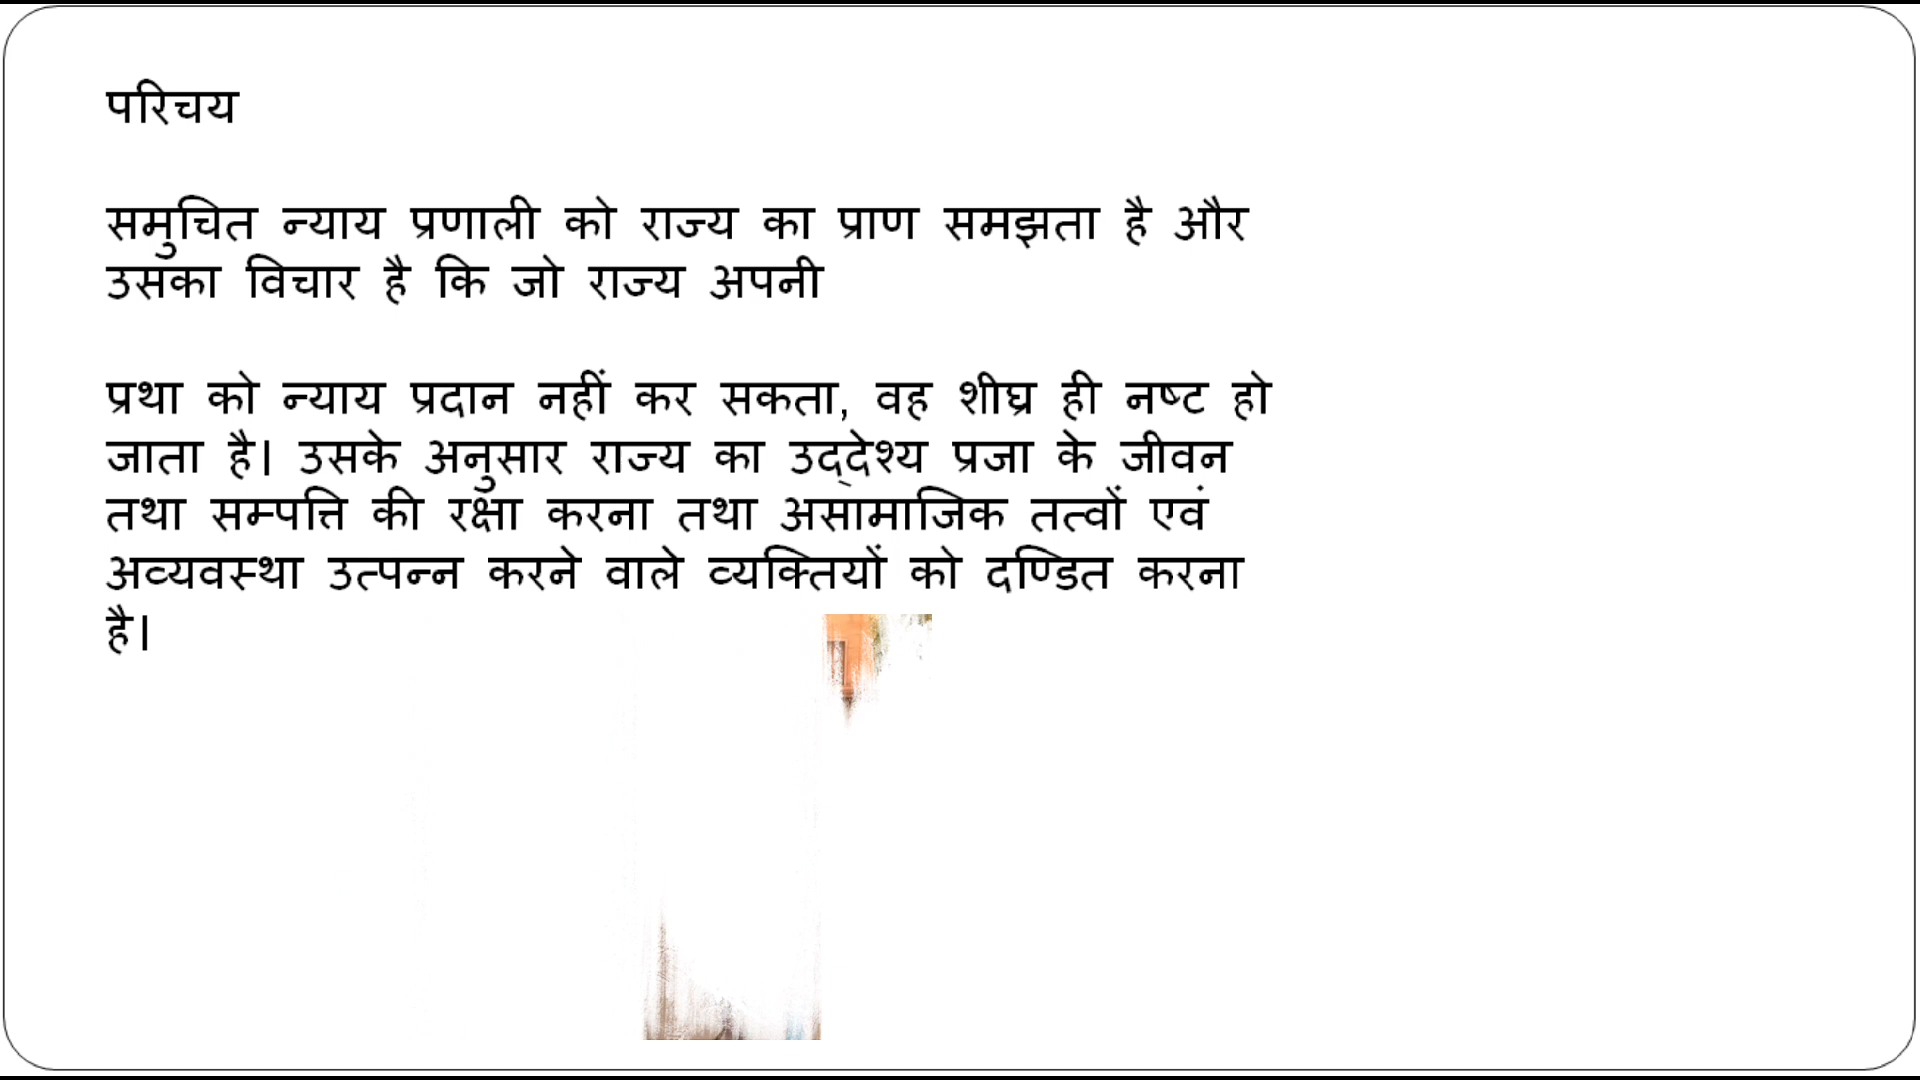 परिचय
समुचित न्याय प्रणाली को राज्य का प्राण समझता है और
उसका विचार है कि जो राज्य अपनी
प्रथा को न्याय प्रदान नहीं कर सकता, वह शीघ्र ही नष्ट हो
जाता है। उसके अनुसार राज्य का उद्देश्य प्रजा के जीवन
तथा सम्पत्ति की रक्षा करना तथा असामाजिक तत्वों एवं
अव्यवस्था उत्पन्न करने वाले व्यक्तियों को दण्डित करना
है।